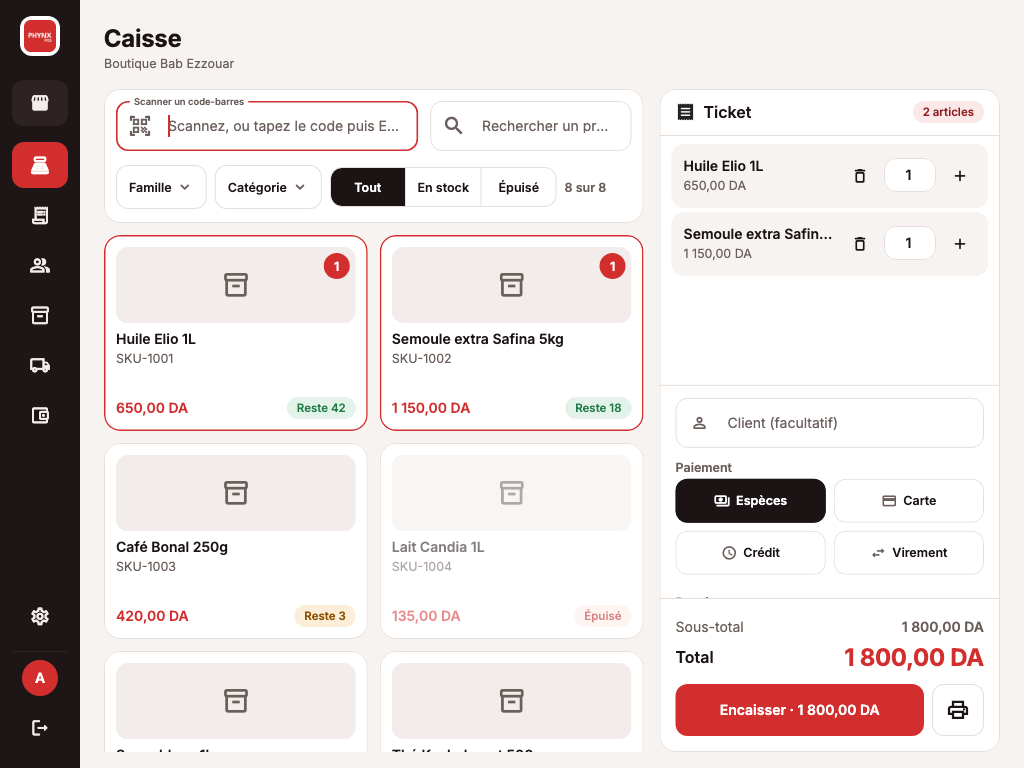 PHYNX
POS
Caisse
Boutique Bab Ezzouar
Scanner un code-barres
Scannez, ou tapez le code puis E...
Rechercher un pr...
Famille
Catégorie
Tout
En stock
Épuisé
8 sur 8
1
Huile Elio 1L
SKU-1001
650,00 DA
Reste 42
1
Semoule extra Safina 5kg
SKU-1002
1 150,00 DA
Reste 18
Café Bonal 250g
SKU-1003
420,00 DA
Reste 3
Lait Candia 1L
SKU-1004
135,00 DA
Épuisé
Ticket
2 articles
Huile Elio 1L
650,00 DA
1
Semoule extra Safin...
1 150,00 DA
1
Client (facultatif)
Paiement
Espèces
Carte
Crédit
Virement
Sous-total
1 800,00 DA
Total
1 800,00 DA
Encaisser · 1 800,00 DA
A